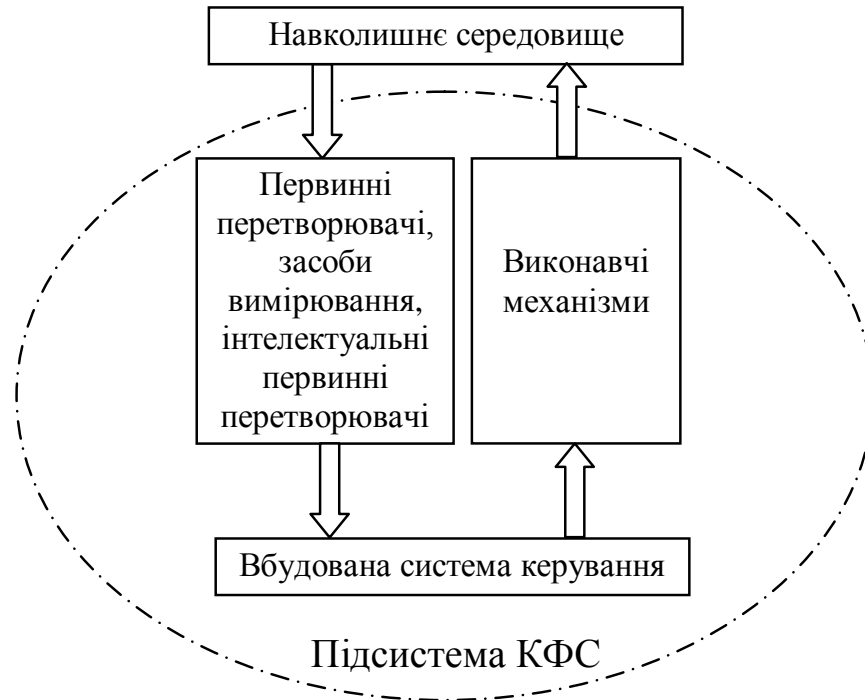 Навколишнє середовище
Первинні
перетворювачі,
засоби
вимірювання,
інтелектуальні
первинні
перетворювачі
Виконавчі
механізми
Вбудована система керування
Підсистема КФС